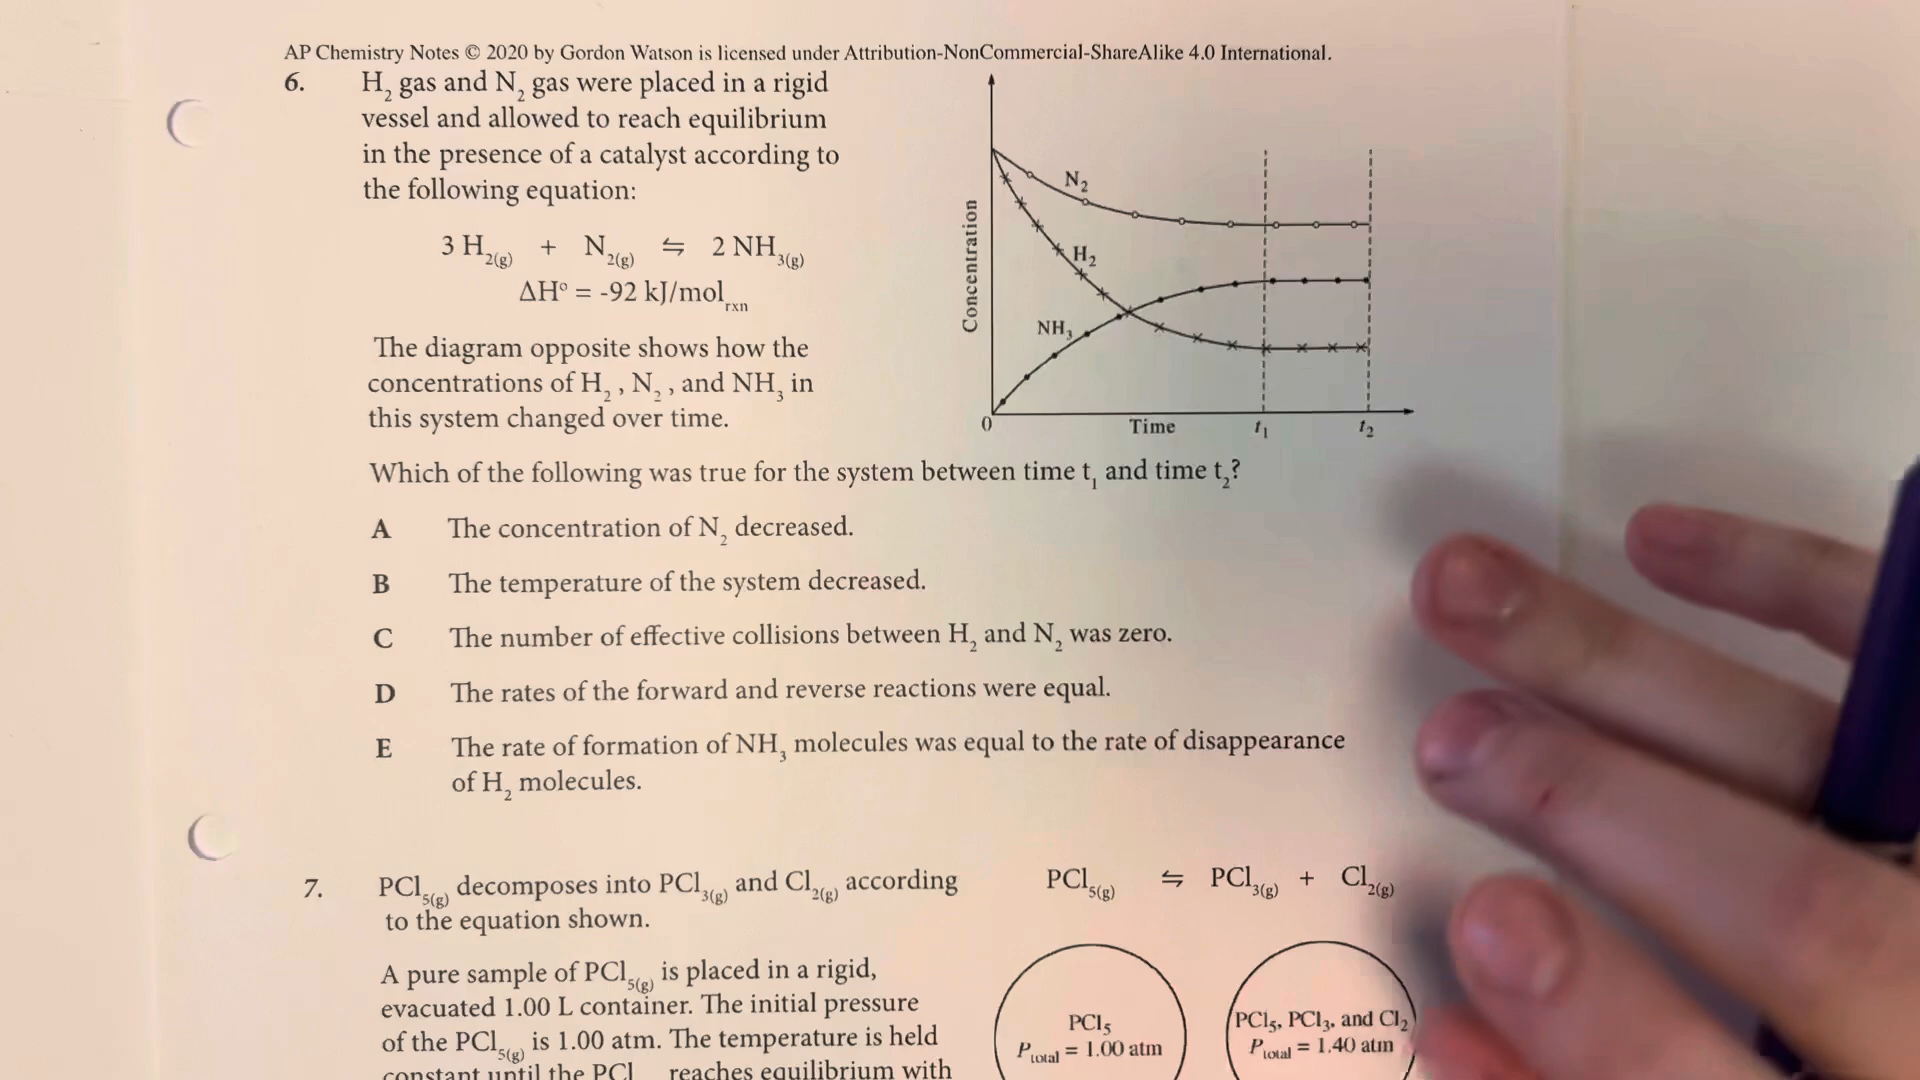 AP Chemistry Notes © 2020 by Gordon Watson is licensed under Attribution-NonCommercial-ShareAlike 4.0 International.
6. H₂ gas and N₂ gas were placed in a rigid
vessel and allowed to reach equilibrium
in the presence of a catalyst according to
the following equation:
3 H₂(g) + N₂(g) ⇋ 2 NH₃(g)
ΔH° = -92 kJ/mol rxn
The diagram opposite shows how the
concentrations of H₂ , N₂ , and NH₃ in
this system changed over time.
Concentration
N₂
H₂
NH₃
0 Time t₁ t₂
Which of the following was true for the system between time t₁ and time t₂?
A The concentration of N₂ decreased.
B The temperature of the system decreased.
C The number of effective collisions between H₂ and N₂ was zero.
D The rates of the forward and reverse reactions were equal.
E The rate of formation of NH₃ molecules was equal to the rate of disappearance
of H₂ molecules.
7. PCl₅(g) decomposes into PCl₃(g) and Cl₂(g) according
to the equation shown.
PCl₅(g) ⇋ PCl₃(g) + Cl₂(g)
A pure sample of PCl₅(g) is placed in a rigid,
evacuated 1.00 L container. The initial pressure
of the PCl₅(g) is 1.00 atm. The temperature is held
constant until the PCl reaches equilibrium with
PCl₅
Ptotal = 1.00 atm
PCl₅, PCl₃, and Cl₂
Ptotal = 1.40 atm